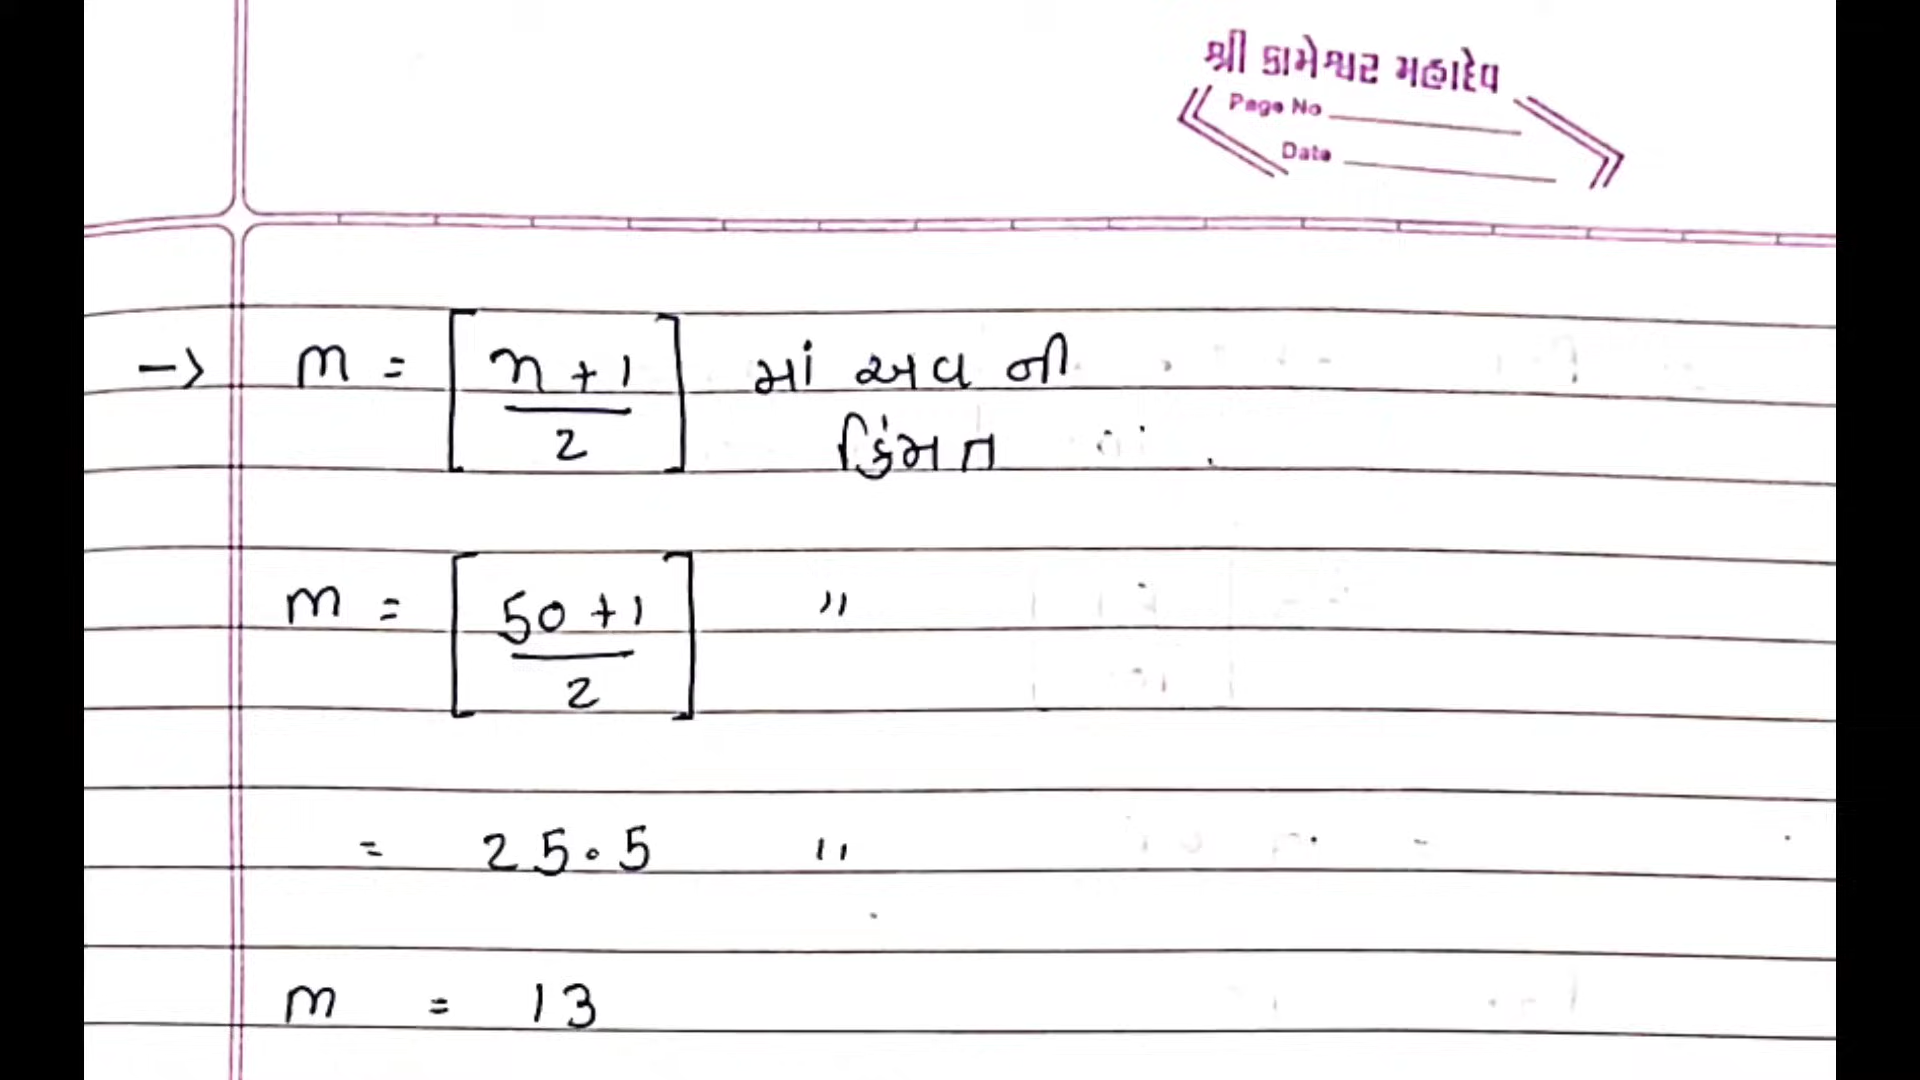 શ્રી કામેશ્વર મહાદેવ
Page No
Date
→ m = [n + 1 / 2] માં અવ ની
કિંમત
m = [50 + 1 / 2] "
= 25.5 "
m = 13